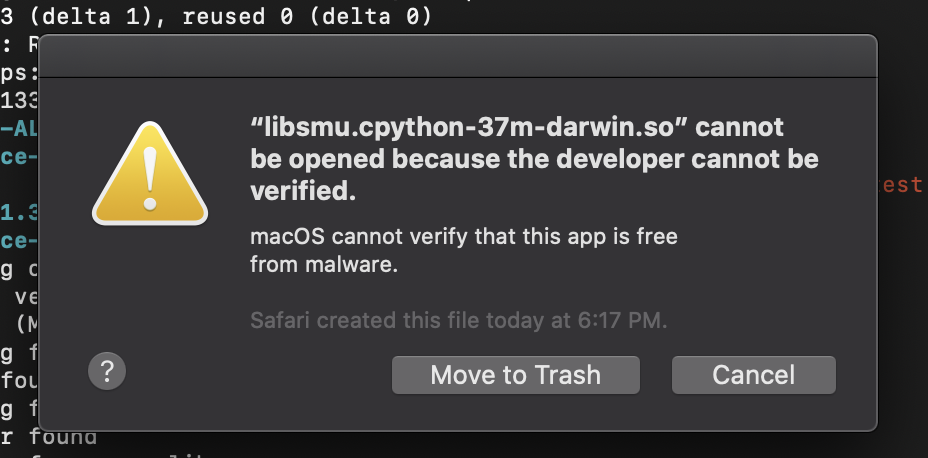 3 (delta 1), reused 0 (delta 0)
: R
ps:
133
-AL
ce-
est
1.3
ce-
g
ve
(M
g f
fou
g f
r found
“libsmu.cpython-37m-darwin.so” cannot
be opened because the developer cannot be
verified.
macOS cannot verify that this app is free
from malware.
Safari created this file today at 6:17 PM.
?
Move to Trash
Cancel